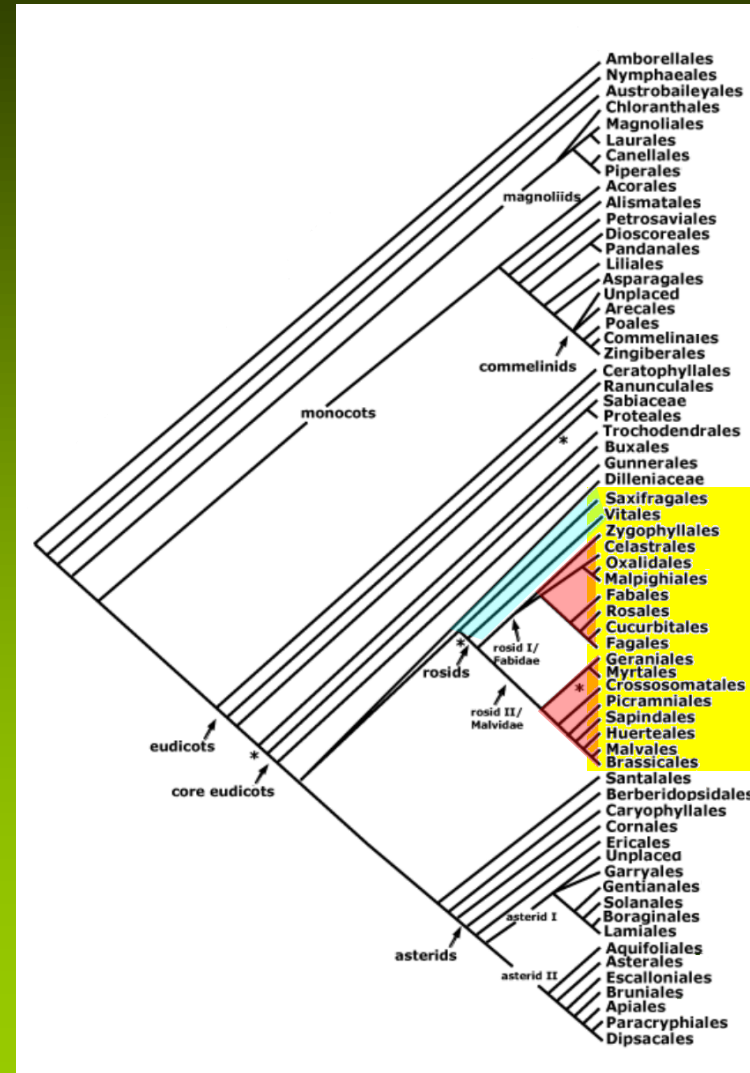 Amborellales
Nymphaeales
Austrobaileyales
Chloranthales
Magnoliales
Laurales
Canellales
Piperales
Acorales
magnoliids
Alismatales
Petrosaviales
Dioscoreales
Pandanales
Liliales
Asparagales
Unplaced
Arecales
Poales
Commelinales
Zingiberales
commelinids
Ceratophyllales
Ranunculales
Sabiaceae
monocots
Proteales
Trochodendrales
*
Buxales
Gunnerales
Dilleniaceae
Saxifragales
Vitales
Zygophyllales
Celastrales
Oxalidales
Malpighiales
Fabales
Rosales
Cucurbitales
Fagales
*
rosid I/
Fabidae
rosids
Geraniales
Myrtales
Crossosomatales
*
Picramniales
rosid II/
Malvidae
Sapindales
Huerteales
Malvales
Brassicales
eudicots
*
core eudicots
Santalales
Berberidopsidales
Caryophyllales
Cornales
Ericales
Unplaced
Garryales
Gentianales
Solanales
Boraginales
asterid I
Lamiales
asterids
Aquifoliales
Asterales
asterid II
Escalloniales
Bruniales
Apiales
Paracryphiales
Dipsacales